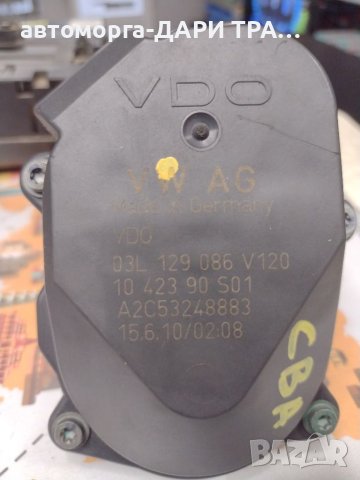 автоморга-ДАРИ ТРА...
VDO
VW AG
Made in Germany
VDO
03L 129 086 V120
10 423 90 S01
A2C53248883
15.6.10/02:08
CBA
BAZAR